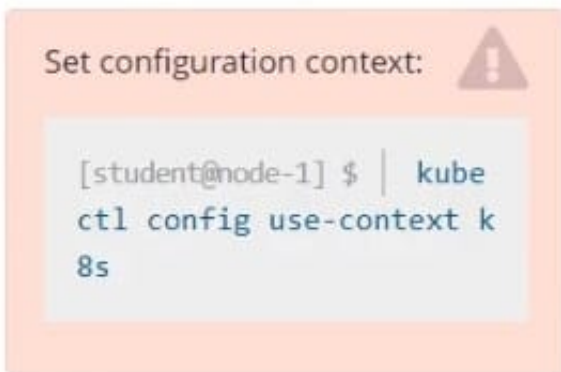 Set configuration context:
[student@node-1] $ | kube
ctl config use-context k
8s